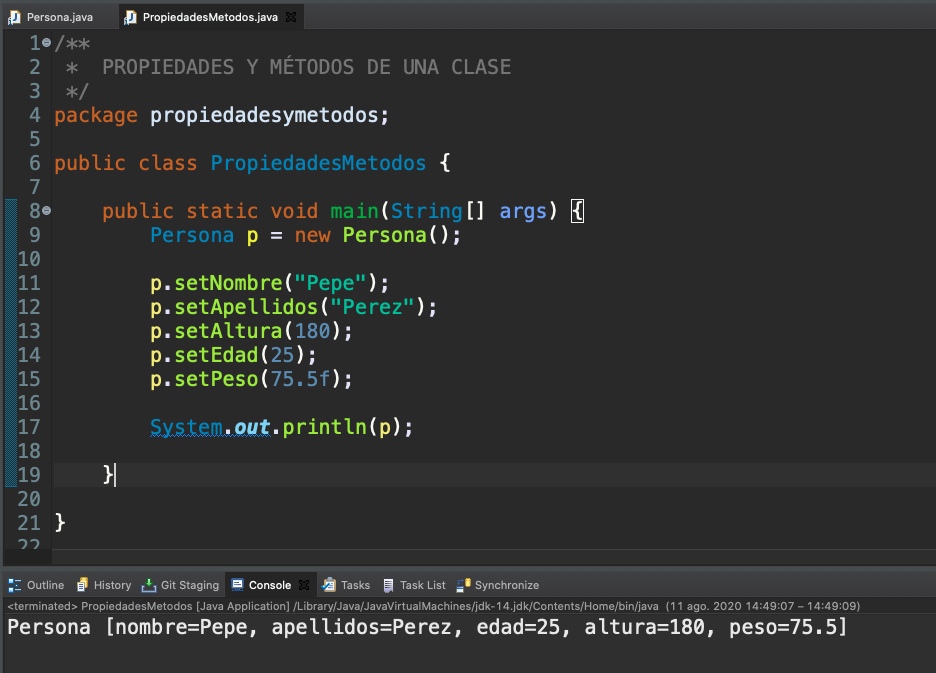 Persona.java PropiedadesMetodos.java
1 /**
2  *  PROPIEDADES Y MÉTODOS DE UNA CLASE
3  */
4 package propiedadesymetodos;
5
6 public class PropiedadesMetodos {
7
8     public static void main(String[] args) {
9         Persona p = new Persona();
10
11         p.setNombre("Pepe");
12         p.setApellidos("Perez");
13         p.setAltura(180);
14         p.setEdad(25);
15         p.setPeso(75.5f);
16
17         System.out.println(p);
18
19     }
20
21 }
22
Outline History Git Staging Console Tasks Task List Synchronize
<terminated> PropiedadesMetodos [Java Application] /Library/Java/JavaVirtualMachines/jdk-14.jdk/Contents/Home/bin/java  (11 ago. 2020 14:49:07 – 14:49:09)
Persona [nombre=Pepe, apellidos=Perez, edad=25, altura=180, peso=75.5]